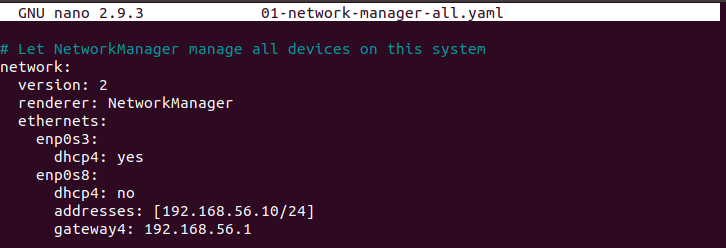 GNU nano 2.9.3 01-network-manager-all.yaml
# Let NetworkManager manage all devices on this system
network:
  version: 2
  renderer: NetworkManager
  ethernets:
    enp0s3:
      dhcp4: yes
    enp0s8:
      dhcp4: no
      addresses: [192.168.56.10/24]
      gateway4: 192.168.56.1